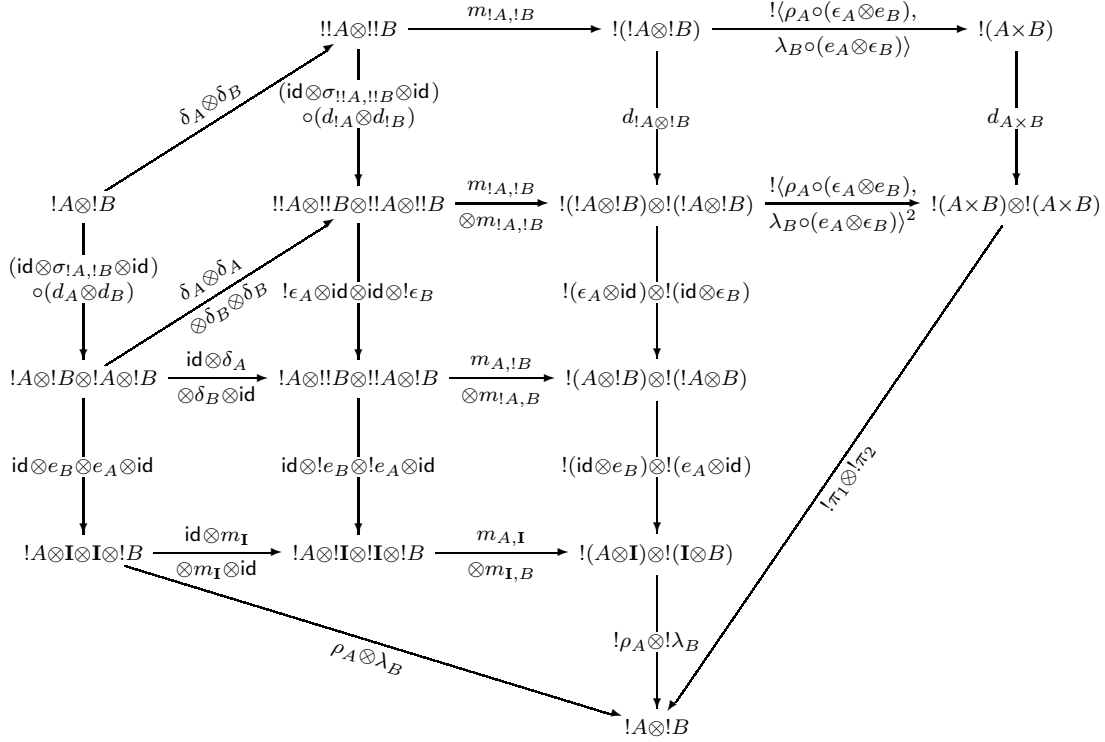 !!A⊗!!B m_{!A,!B} !(!A⊗!B) !⟨ρ_A∘(ϵ_A⊗e_B), λ_B∘(e_A⊗ϵ_B)⟩ !(A×B)
δ_A⊗δ_B
(id⊗σ_{!!A,!!B}⊗id)
∘(d_{!A}⊗d_{!B})
d_{!A⊗!B}
d_{A×B}
!A⊗!B
!!A⊗!!B⊗!!A⊗!!B
m_{!A,!B}
⊗m_{!A,!B}
!(!A⊗!B)⊗!(!A⊗!B)
!⟨ρ_A∘(ϵ_A⊗e_B),
λ_B∘(e_A⊗ϵ_B)⟩^2
!(A×B)⊗!(A×B)
(id⊗σ_{!A,!B}⊗id)
∘(d_A⊗d_B)
δ_A⊗δ_A
⊗δ_B⊗δ_B
!ϵ_A⊗id⊗id⊗!ϵ_B
!(ϵ_A⊗id)⊗!(id⊗ϵ_B)
!A⊗!B⊗!A⊗!B
id⊗δ_A
⊗δ_B⊗id
!A⊗!!B⊗!!A⊗!B
m_{A,!B}
⊗m_{!A,B}
!(A⊗!B)⊗!(!A⊗B)
id⊗e_B⊗e_A⊗id
id⊗!e_B⊗!e_A⊗id
!(id⊗e_B)⊗!(e_A⊗id)
!π_1⊗!π_2
!A⊗I⊗I⊗!B
id⊗m_I
⊗m_I⊗id
!A⊗!I⊗!I⊗!B
m_{A,I}
⊗m_{I,B}
!(A⊗I)⊗!(I⊗B)
ρ_A⊗λ_B
!ρ_A⊗!λ_B
!A⊗!B